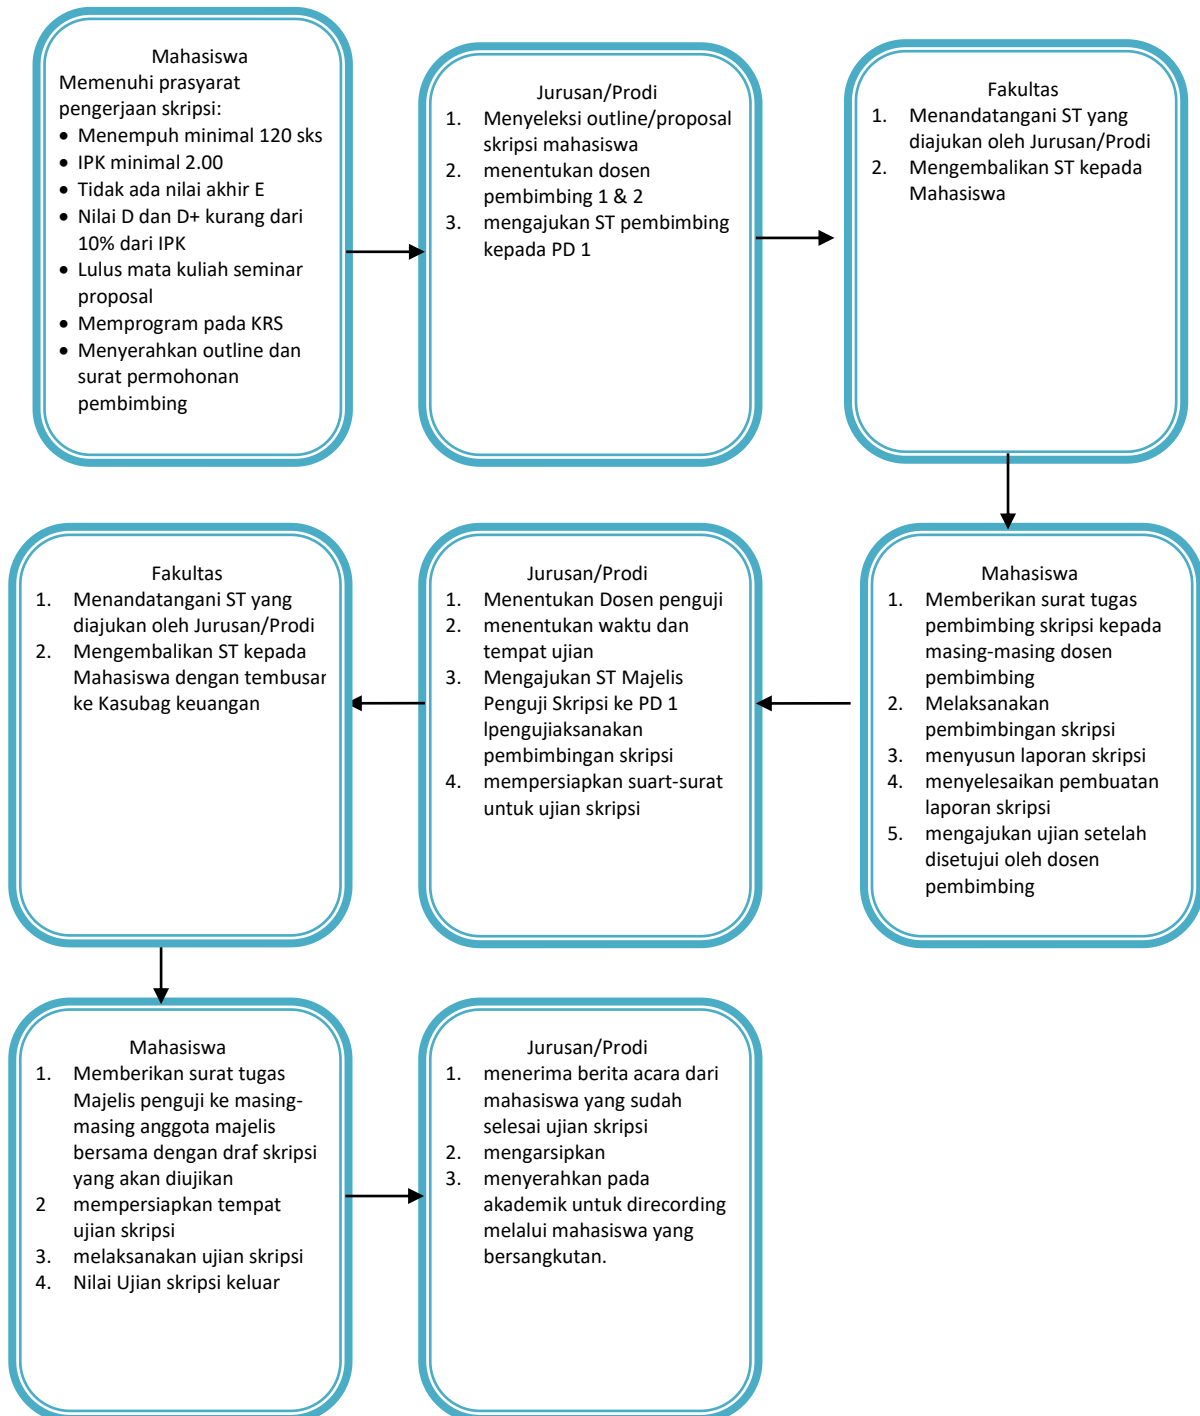 Mahasiswa
Memenuhi prasyarat
pengerjaan skripsi:
• Menempuh minimal 120 sks
• IPK minimal 2.00
• Tidak ada nilai akhir E
• Nilai D dan D+ kurang dari
10% dari IPK
• Lulus mata kuliah seminar
proposal
• Memprogram pada KRS
• Menyerahkan outline dan
surat permohonan
pembimbing
Jurusan/Prodi
1. Menyeleksi outline/proposal
skripsi mahasiswa
2. menentukan dosen
pembimbing 1 & 2
3. mengajukan ST pembimbing
kepada PD 1
Fakultas
1. Menandatangani ST yang
diajukan oleh Jurusan/Prodi
2. Mengembalikan ST kepada
Mahasiswa
Mahasiswa
1. Memberikan surat tugas
pembimbing skripsi kepada
masing-masing dosen
pembimbing
2. Melaksanakan
pembimbingan skripsi
3. menyusun laporan skripsi
4. menyelesaikan pembuatan
laporan skripsi
5. mengajukan ujian setelah
disetujui oleh dosen
pembimbing
Jurusan/Prodi
1. Menentukan Dosen penguji
2. menentukan waktu dan
tempat ujian
3. Mengajukan ST Majelis
Penguji Skripsi ke PD 1
lpengujiaksanakan
pembimbingan skripsi
4. mempersiapkan suart-surat
untuk ujian skripsi
Fakultas
1. Menandatangani ST yang
diajukan oleh Jurusan/Prodi
2. Mengembalikan ST kepada
Mahasiswa dengan tembusan
ke Kasubag keuangan
Mahasiswa
1. Memberikan surat tugas
Majelis penguji ke masing-
masing anggota majelis
bersama dengan draf skripsi
yang akan diujikan
2 mempersiapkan tempat
ujian skripsi
3. melaksanakan ujian skripsi
4. Nilai Ujian skripsi keluar
Jurusan/Prodi
1. menerima berita acara dari
mahasiswa yang sudah
selesai ujian skripsi
2. mengarsipkan
3. menyerahkan pada
akademik untuk direcording
melalui mahasiswa yang
bersangkutan.